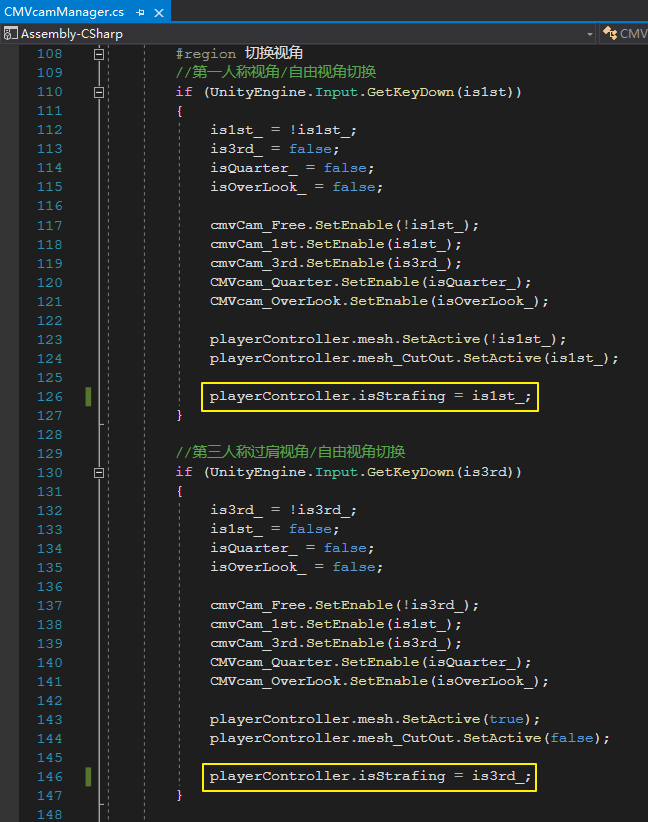 CMVcamManager.cs
Assembly-CSharp CMV
108 #region 切换视角
109 //第一人称视角/自由视角切换
110 if (UnityEngine.Input.GetKeyDown(is1st))
111 {
112 is1st_ = !is1st_;
113 is3rd_ = false;
114 isQuarter_ = false;
115 isOverLook_ = false;
116
117 cmvCam_Free.SetEnable(!is1st_);
118 cmvCam_1st.SetEnable(is1st_);
119 cmvCam_3rd.SetEnable(is3rd_);
120 CMVcam_Quarter.SetEnable(isQuarter_);
121 CMVcam_OverLook.SetEnable(isOverLook_);
122
123 playerController.mesh.SetActive(!is1st_);
124 playerController.mesh_CutOut.SetActive(is1st_);
125
126 playerController.isStrafing = is1st_;
127 }
128
129 //第三人称过肩视角/自由视角切换
130 if (UnityEngine.Input.GetKeyDown(is3rd))
131 {
132 is3rd_ = !is3rd_;
133 is1st_ = false;
134 isQuarter_ = false;
135 isOverLook_ = false;
136
137 cmvCam_Free.SetEnable(!is3rd_);
138 cmvCam_1st.SetEnable(is1st_);
139 cmvCam_3rd.SetEnable(is3rd_);
140 CMVcam_Quarter.SetEnable(isQuarter_);
141 CMVcam_OverLook.SetEnable(isOverLook_);
142
143 playerController.mesh.SetActive(true);
144 playerController.mesh_CutOut.SetActive(false);
145
146 playerController.isStrafing = is3rd_;
147 }
148